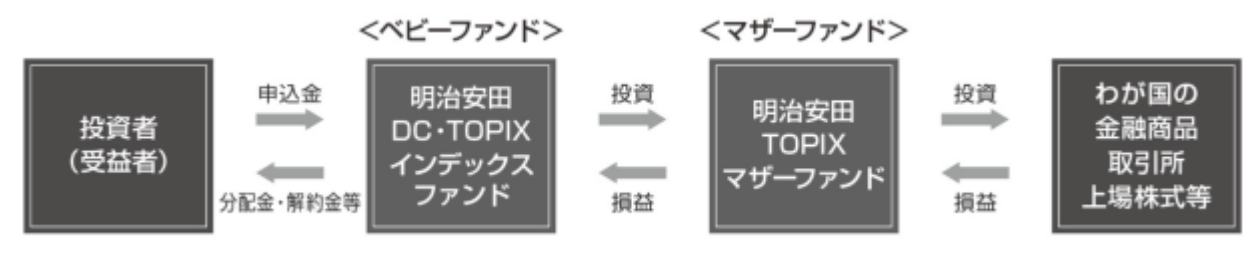 <ベビーファンド>
<マザーファンド>
投資者
(受益者)
申込金
分配金・解約金等
明治安田
DC・TOPIX
インデックス
ファンド
投資
損益
明治安田
TOPIX
マザーファンド
投資
損益
わが国の
金融商品
取引所
上場株式等